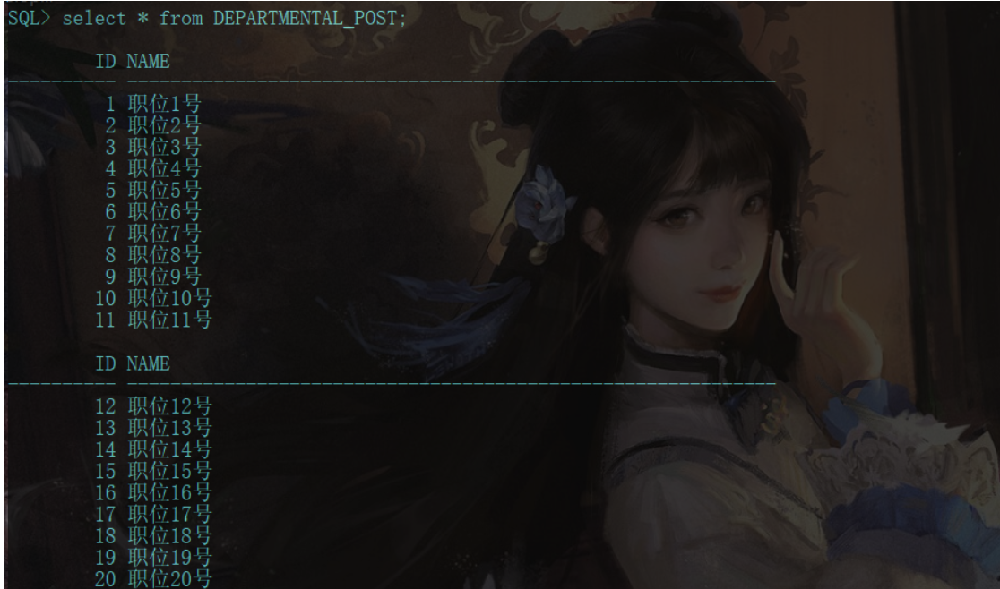 SQL> select * from DEPARTMENTAL_POST;
ID NAME
---------- ------------------------------------------------------------
1 职位1号
2 职位2号
3 职位3号
4 职位4号
5 职位5号
6 职位6号
7 职位7号
8 职位8号
9 职位9号
10 职位10号
11 职位11号
ID NAME
---------- ------------------------------------------------------------
12 职位12号
13 职位13号
14 职位14号
15 职位15号
16 职位16号
17 职位17号
18 职位18号
19 职位19号
20 职位20号